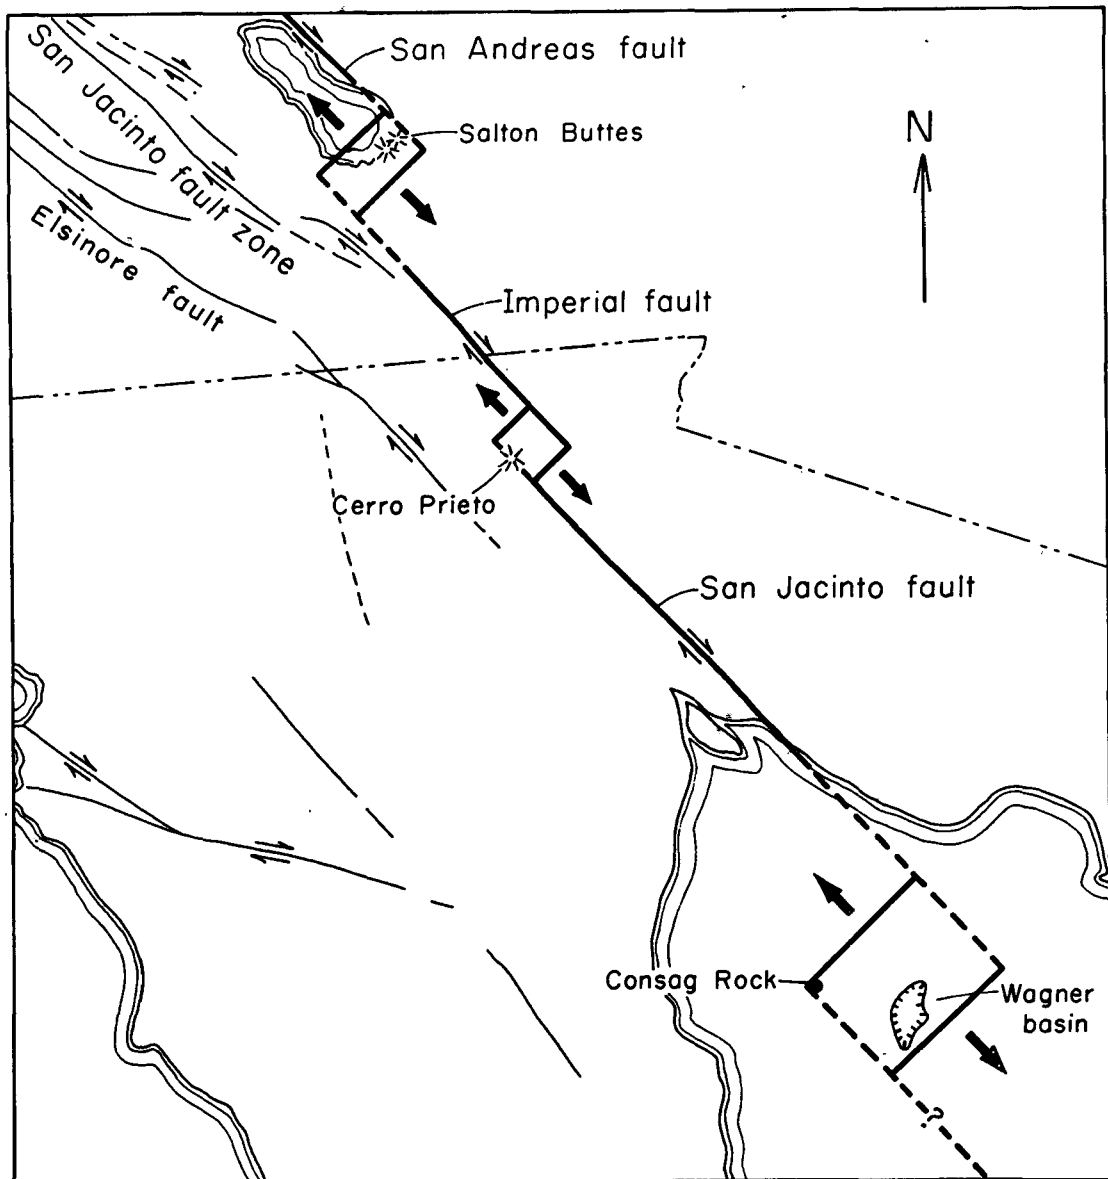 San Andreas fault
San Jacinto fault zone
Salton Buttes
N
Elsinore fault
Imperial fault
Cerro Prieto
San Jacinto fault
Consag Rock
Wagner
basin
?